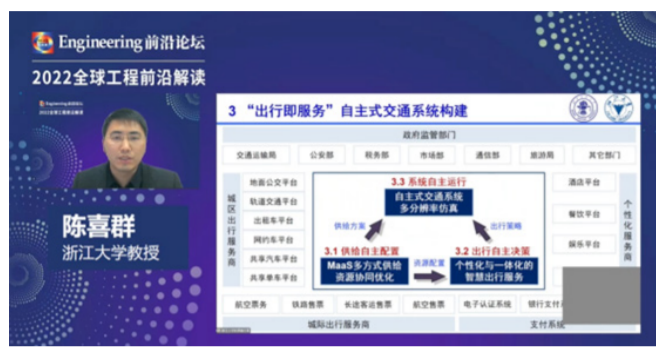 Engineering前沿论坛
2022全球工程前沿解读
陈喜群
浙江大学教授
3 “出行即服务”自主式交通系统构建
政府监管部门
交通运输局 公安部 税务部 市场部 通信部 旅游局 其它部门
城区出行服务商
地面公交平台
轨道交通平台
出租车平台
网约车平台
共享汽车平台
共享单车平台
3.3 系统自主运行
自主式交通系统
多分辨率仿真
供给方案
出行策略
3.1 供给自主配置
MaaS多方式供给
资源协同优化
资源配置
3.2 出行自主决策
个性化与一体化的
智慧出行服务
酒店平台
餐饮平台
娱乐平台
个性化服务商
航空票务 铁路售票 长途客运售票 航空售票 电子认证系统 银行支付
城际出行服务商
支付系统